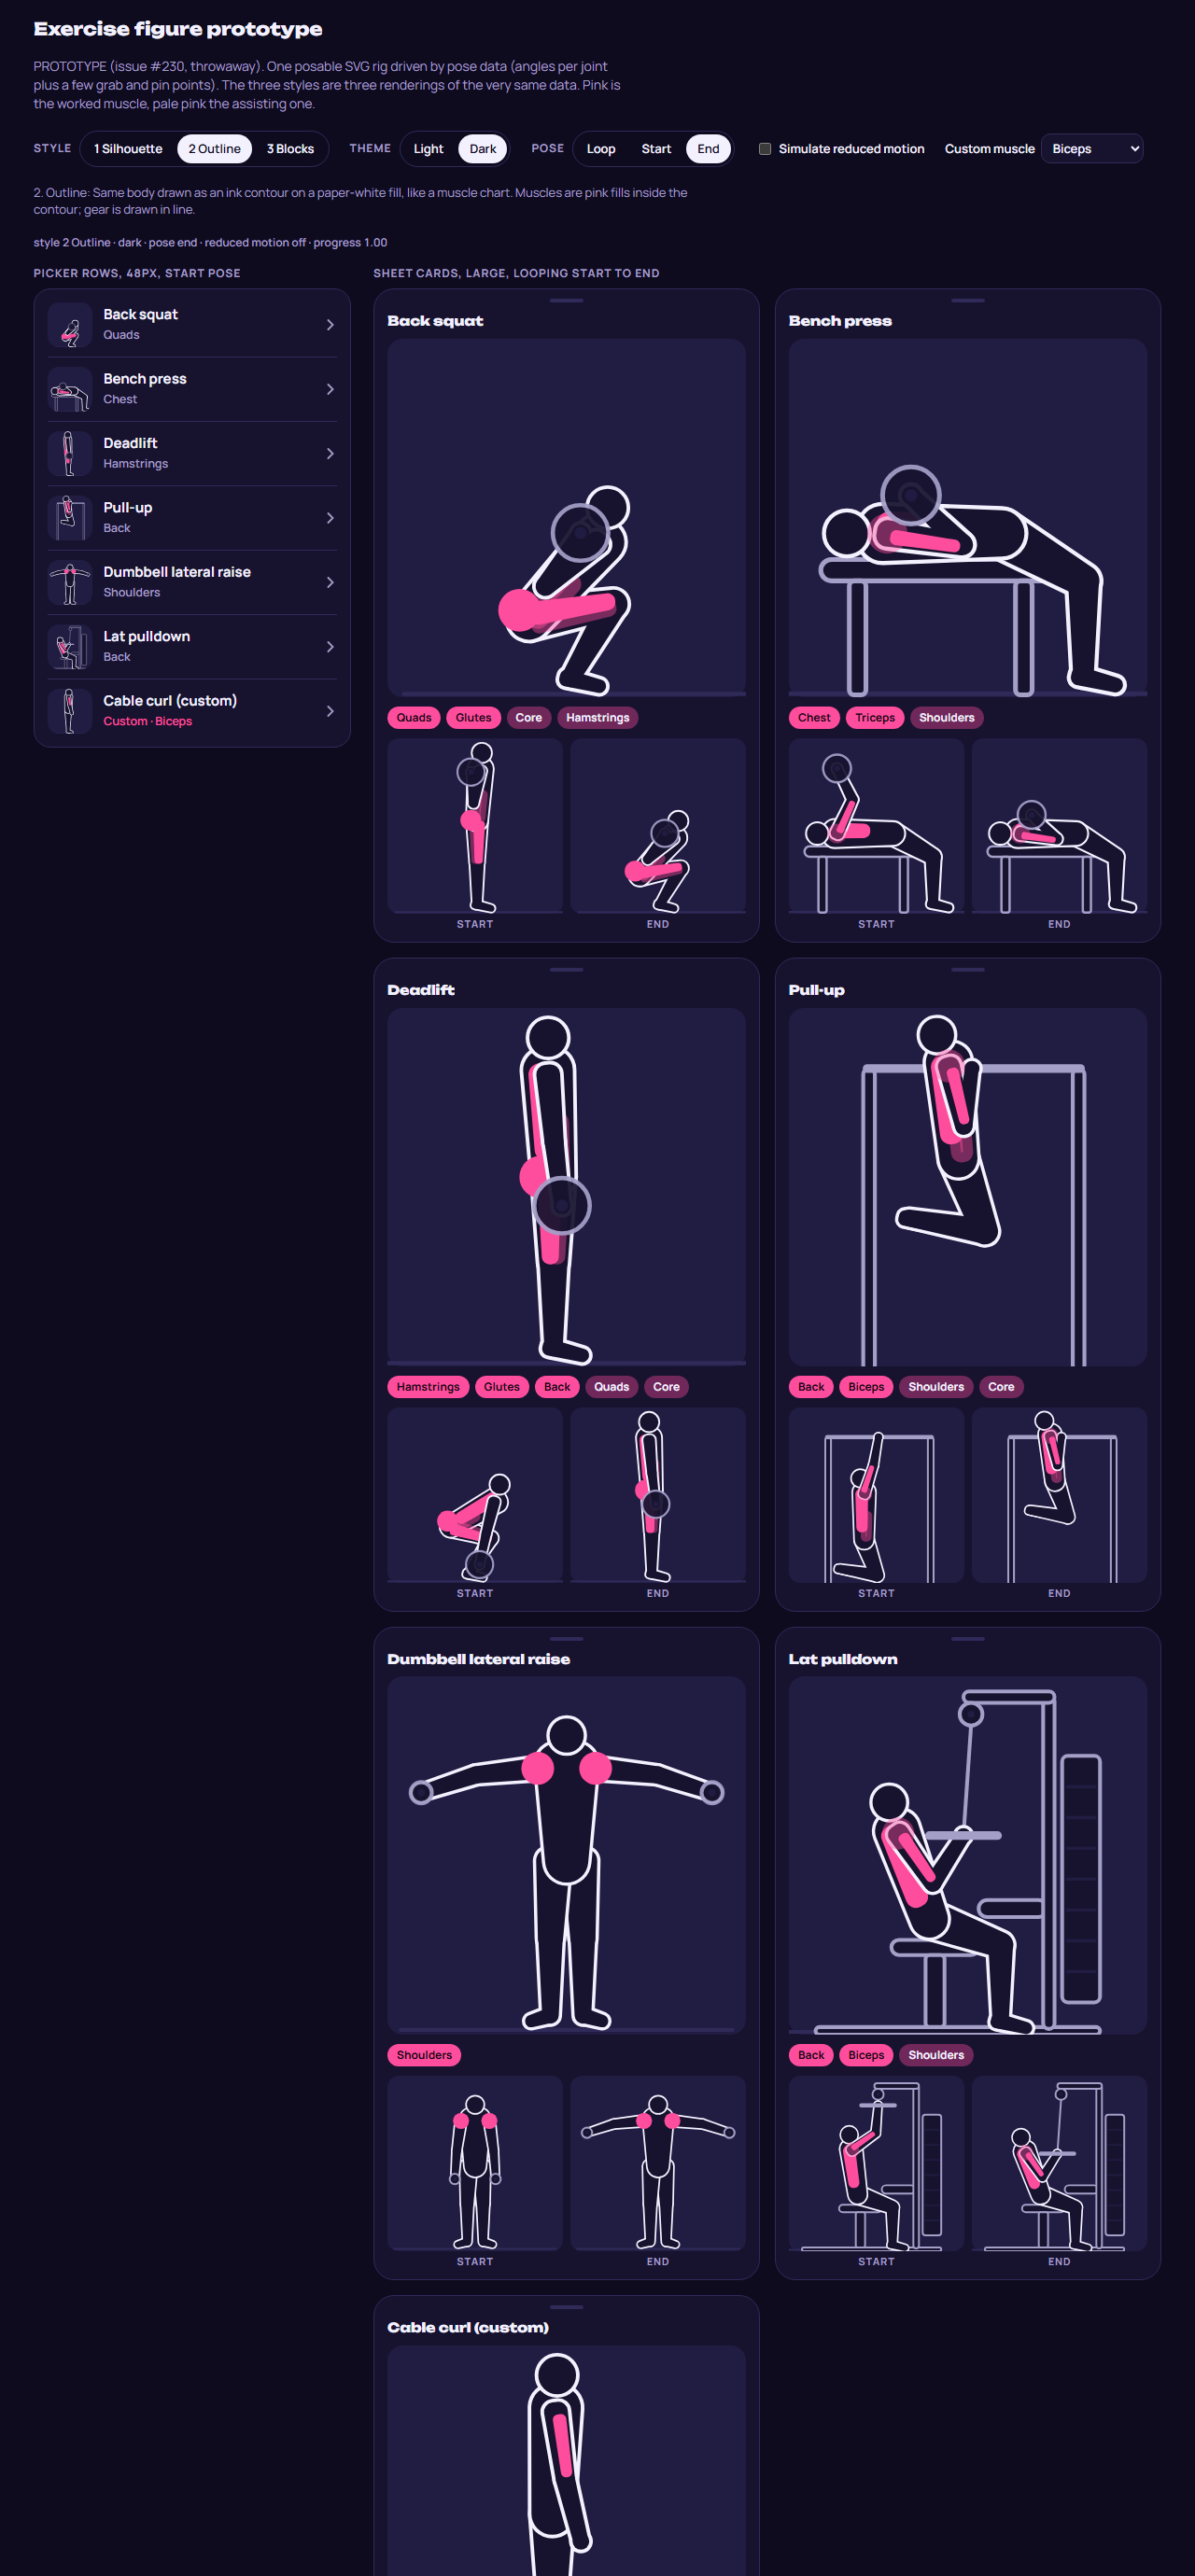 Exercise figure prototype
PROTOTYPE (issue #230, throwaway). One posable SVG rig driven by pose data (angles per joint
plus a few grab and pin points). The three styles are three renderings of the very same data. Pink is
the worked muscle, pale pink the assisting one.
STYLE 1 Silhouette 2 Outline 3 Blocks THEME Light Dark POSE Loop Start End Simulate reduced motion Custom muscle Biceps
2. Outline: Same body drawn as an ink contour on a paper-white fill, like a muscle chart. Muscles are pink fills inside the
contour; gear is drawn in line.
style 2 Outline · dark · pose end · reduced motion off · progress 1.00
PICKER ROWS, 48PX, START POSE
Back squat
Quads
Bench press
Chest
Deadlift
Hamstrings
Pull-up
Back
Dumbbell lateral raise
Shoulders
Lat pulldown
Back
Cable curl (custom)
Custom · Biceps
SHEET CARDS, LARGE, LOOPING START TO END
Back squat
Quads Glutes Core Hamstrings
START END
Bench press
Chest Triceps Shoulders
START END
Deadlift
Hamstrings Glutes Back Quads Core
START END
Pull-up
Back Biceps Shoulders Core
START END
Dumbbell lateral raise
Shoulders
START END
Lat pulldown
Back Biceps Shoulders
START END
Cable curl (custom)